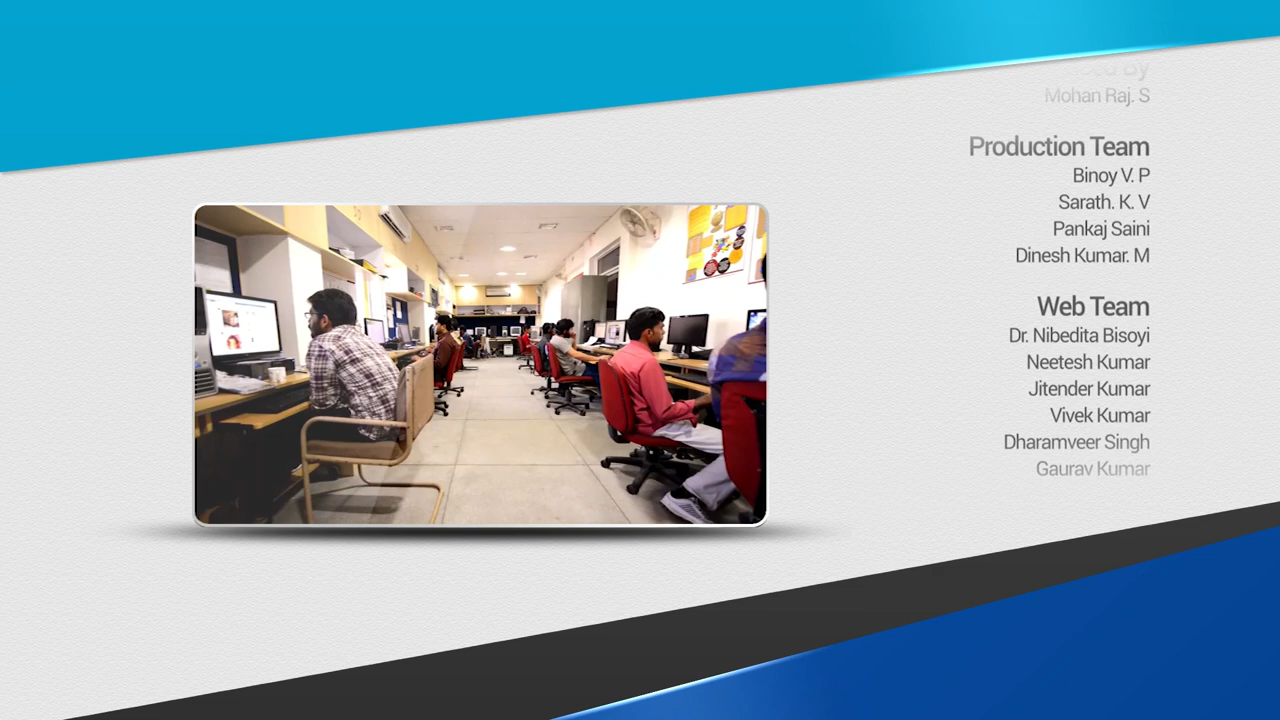 By
Mohan Raj. S
Production Team
Binoy V. P
Sarath. K. V
Pankaj Saini
Dinesh Kumar. M
Web Team
Dr. Nibedita Bisoyi
Neetesh Kumar
Jitender Kumar
Vivek Kumar
Dharamveer Singh
Gaurav Kumar